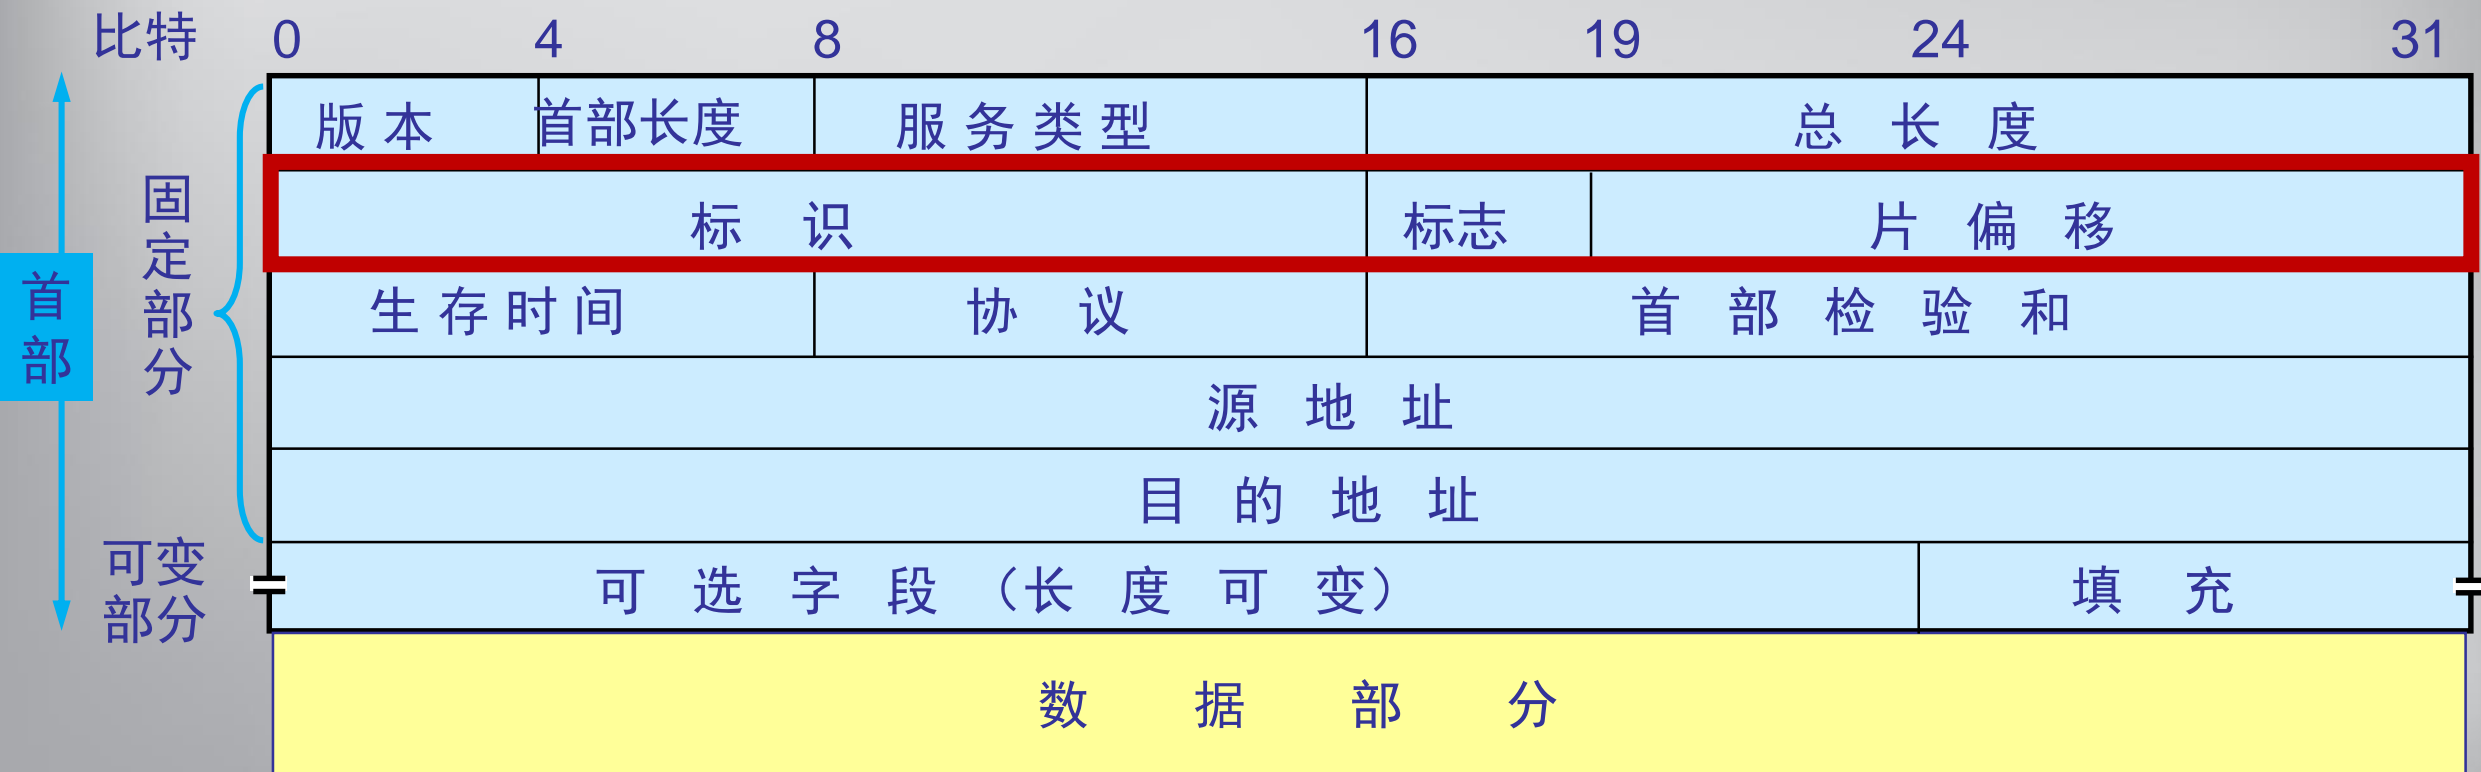 比特 0 4 8 16 19 24 31
版本 首部长度 服务类型 总长度
标识 标志 片偏移
生存时间 协议 首部检验和
源地址
目的地址
可选字段（长度可变） 填充
数据部分
首部
固定部分
可变
部分